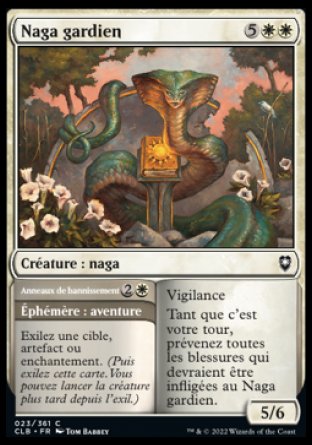 Naga gardien 5
Créature : naga
Anneaux de bannissement 2
Éphémère : aventure
Exilez une cible,
artefact ou
enchantement. (Puis
exilez cette carte. Vous
pouvez lancer la créature
plus tard depuis l'exil.)
Vigilance
Tant que c'est
votre tour,
prévenez toutes
les blessures qui
devraient être
infligées au Naga
gardien.
5/6
023/361 C
CLB • FR Tom Babbey
™ & © 2022 Wizards of the Coast